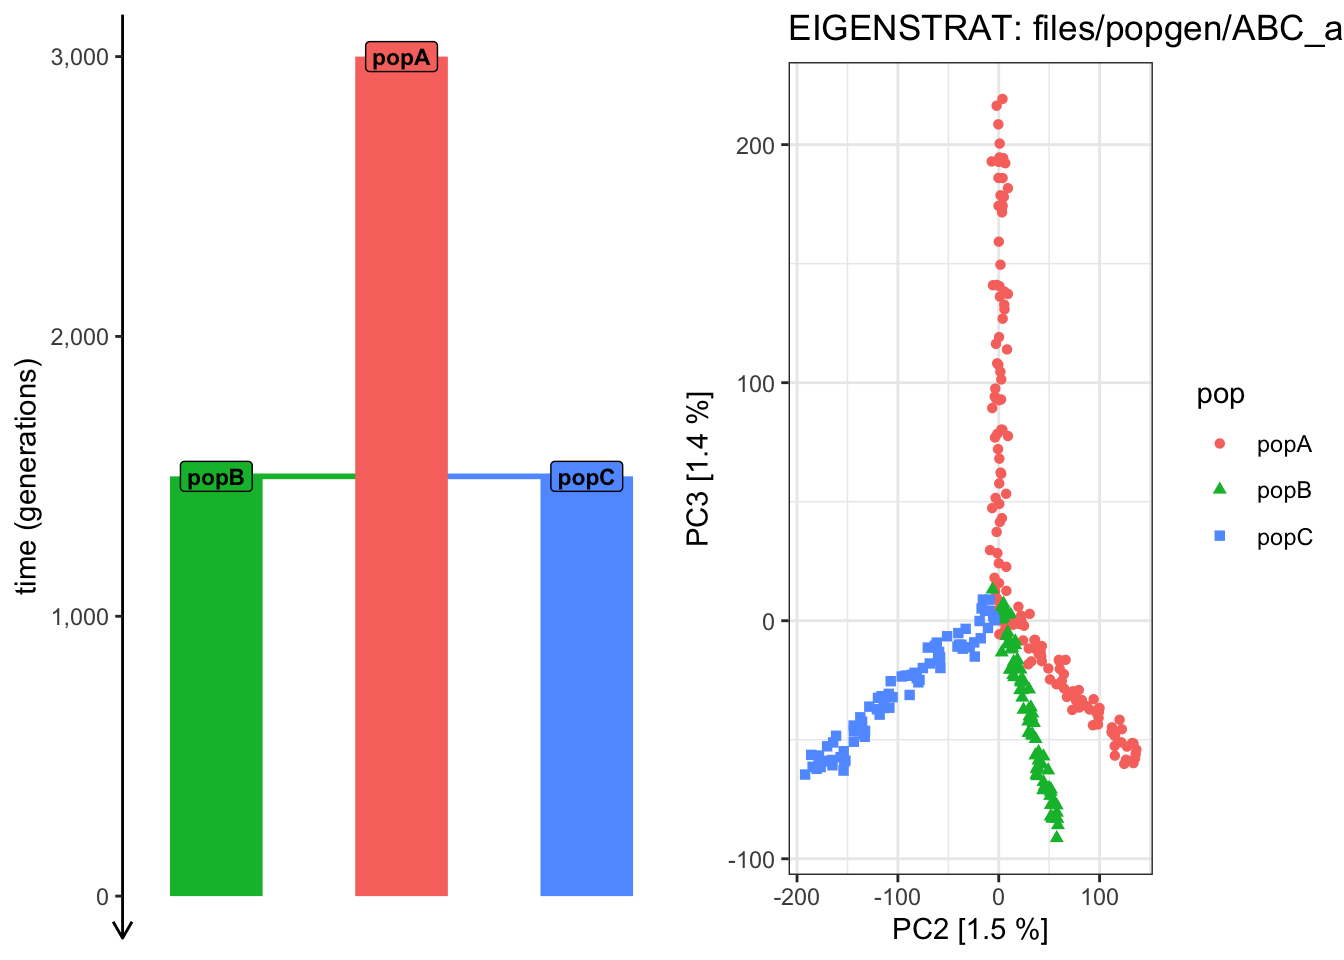 time (generations)
3,000
2,000
1,000
0
popA
popB
popC
EIGENSTRAT: files/popgen/ABC_a
PC3 [1.4 %]
200
100
0
-100
-200
-100
0
100
PC2 [1.5 %]
pop
popA
popB
popC